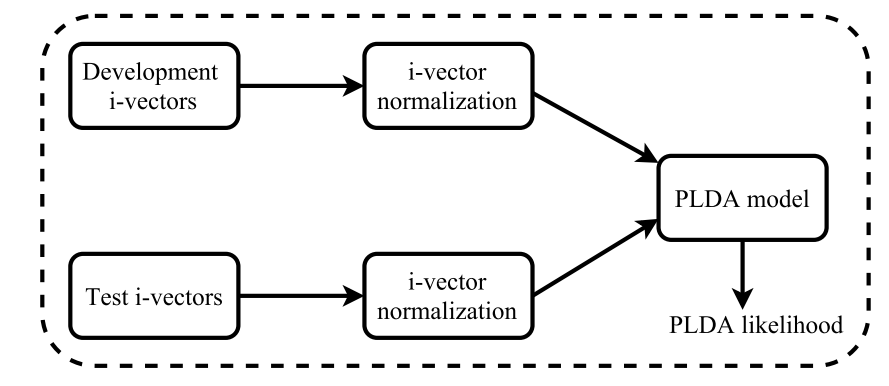 Development
i-vectors
i-vector
normalization
PLDA model
Test i-vectors
i-vector
normalization
PLDA likelihood